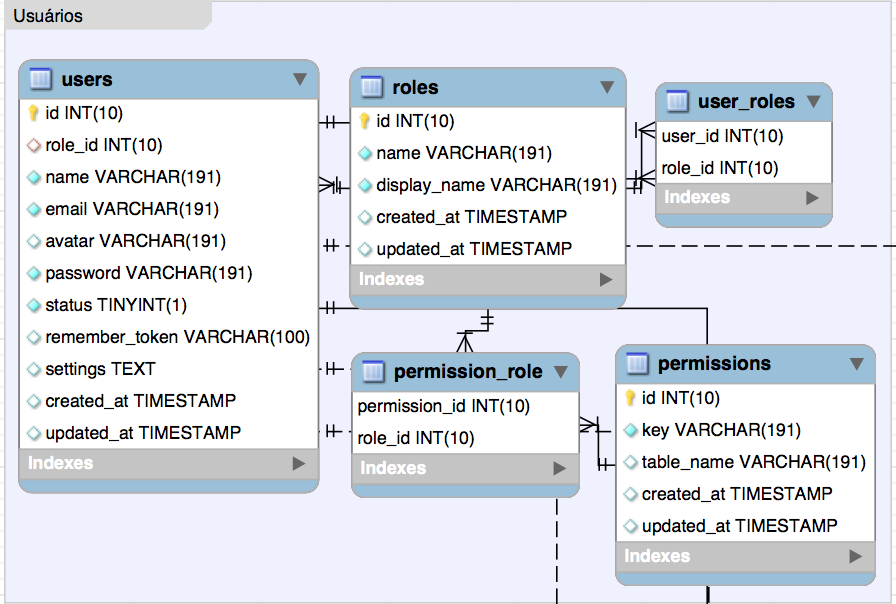 Usuários
users
id INT(10)
role_id INT(10)
name VARCHAR(191)
email VARCHAR(191)
avatar VARCHAR(191)
password VARCHAR(191)
status TINYINT(1)
remember_token VARCHAR(100)
settings TEXT
created_at TIMESTAMP
updated_at TIMESTAMP
Indexes
roles
id INT(10)
name VARCHAR(191)
display_name VARCHAR(191)
created_at TIMESTAMP
updated_at TIMESTAMP
Indexes
user_roles
user_id INT(10)
role_id INT(10)
Indexes
permission_role
permission_id INT(10)
role_id INT(10)
Indexes
permissions
id INT(10)
key VARCHAR(191)
table_name VARCHAR(191)
created_at TIMESTAMP
updated_at TIMESTAMP
Indexes